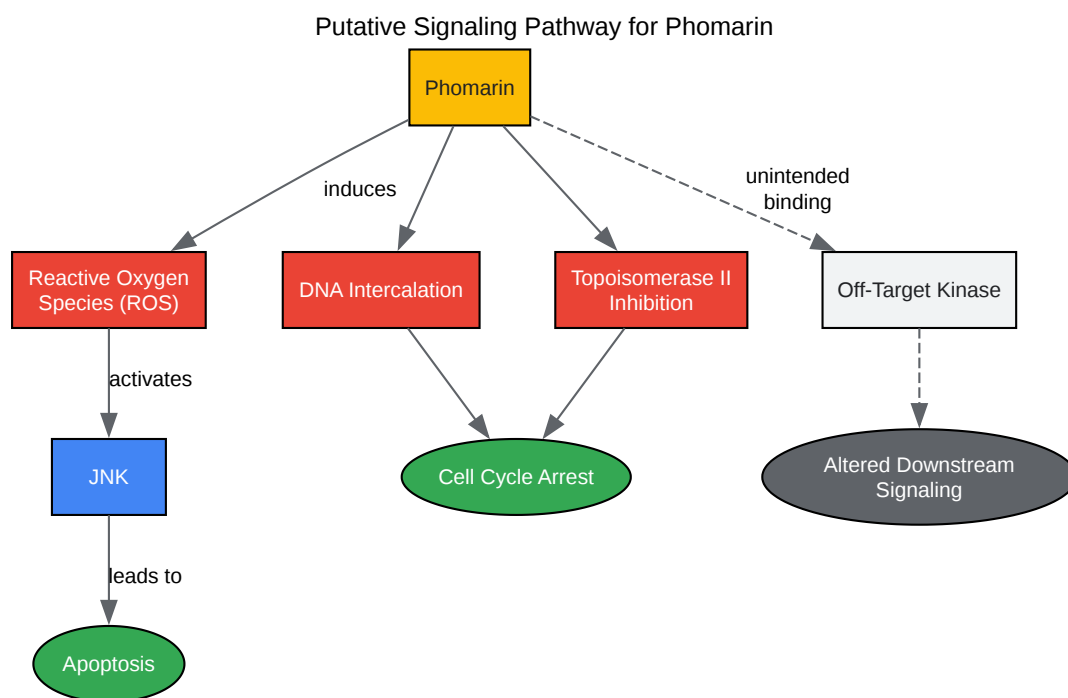 Putative Signaling Pathway for Phomarin
Phomarin
induces
unintended
binding
Reactive Oxygen
Species (ROS)
DNA Intercalation
Topoisomerase II
Inhibition
Off-Target Kinase
activates
JNK
Cell Cycle Arrest
Altered Downstream
Signaling
leads to
Apoptosis